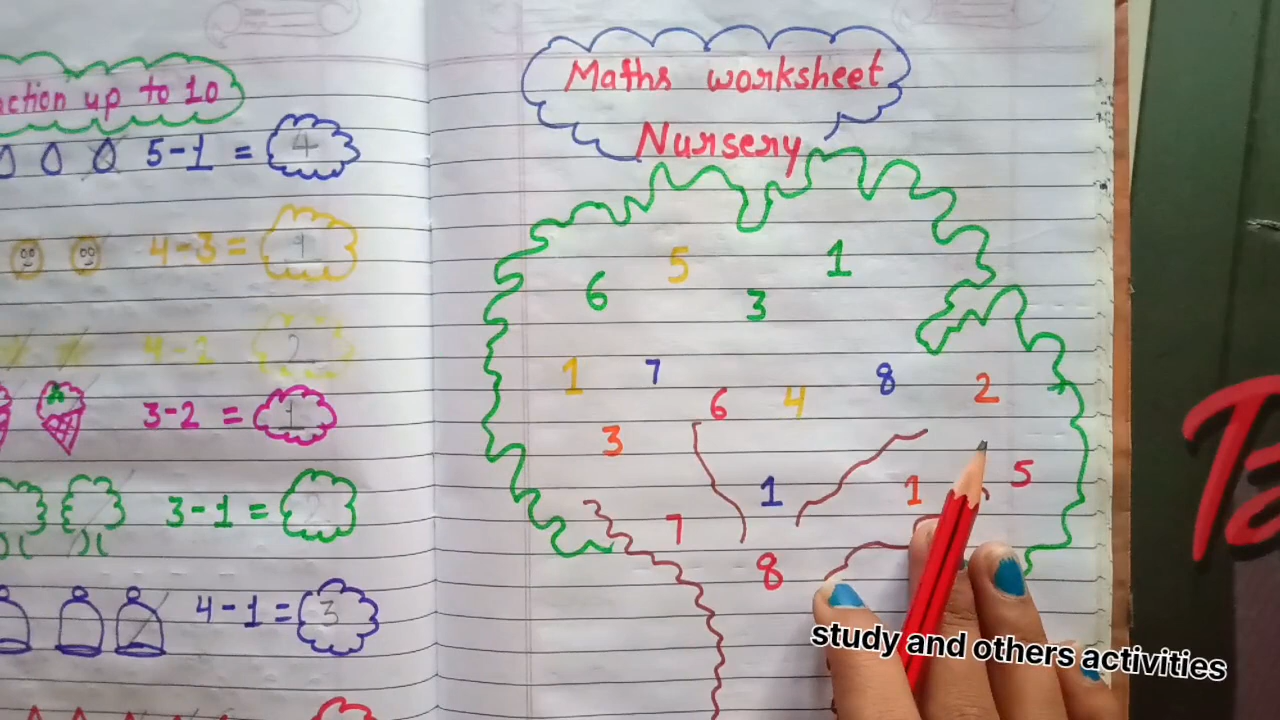 action up to 10
5-1 = 4
4-3 = 1
4-2 2
3-2 = 1
3-1 = 2
4-1 = 3
Maths worksheet
Nursery
5 1
6 3
1 7 8 2
6 4
3 5
1 1
7
8
study and others activities